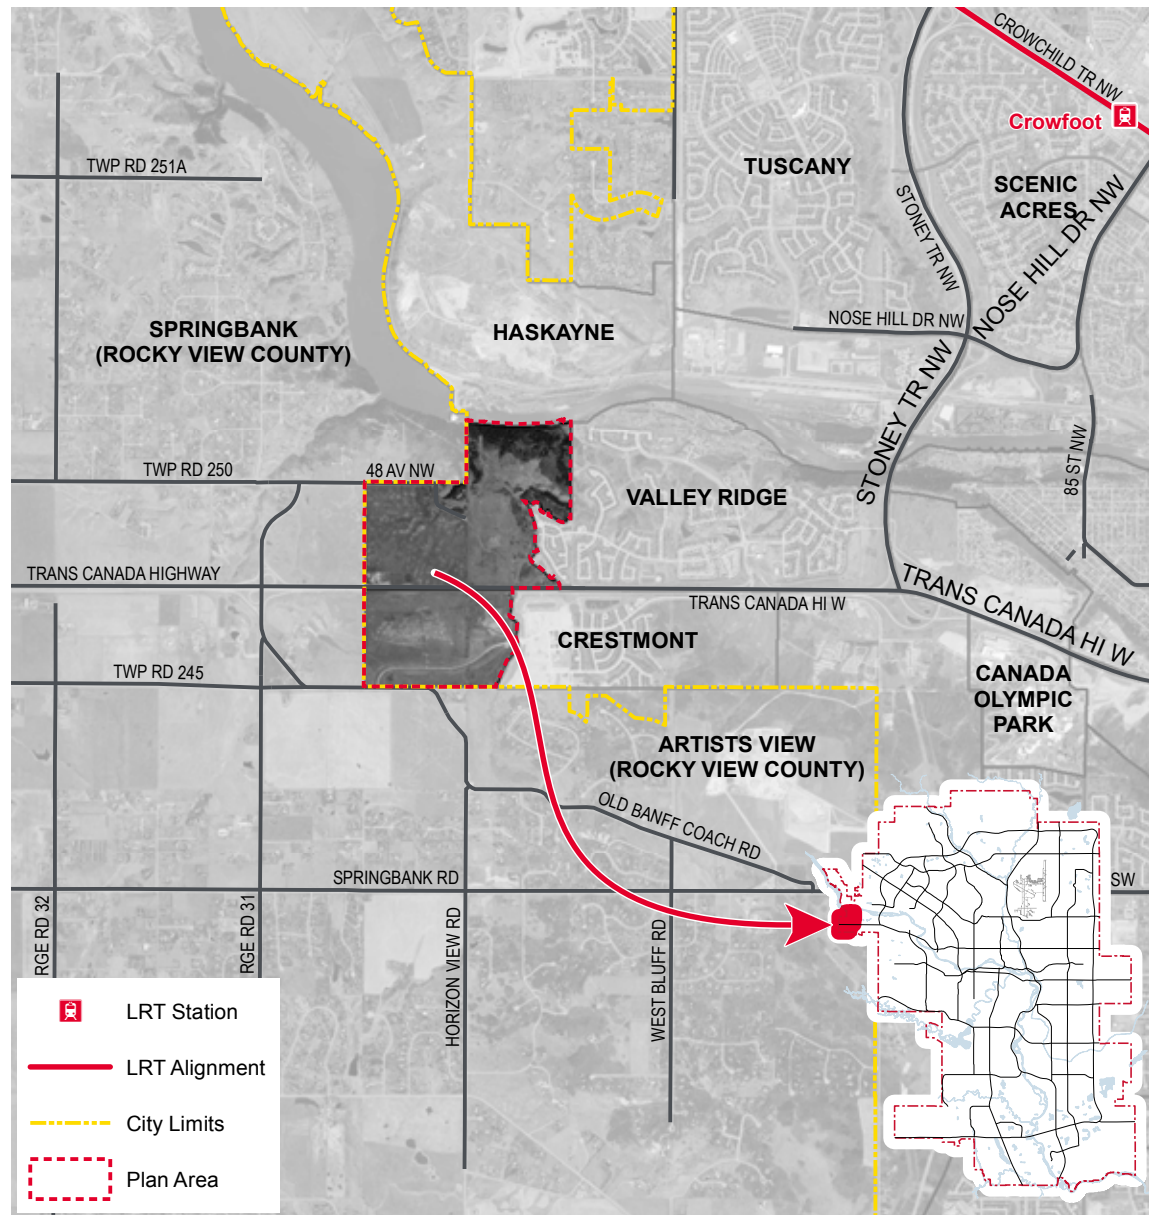 CROWCHILD TR NW
Crowfoot
TWP RD 251A
TUSCANY
SCENIC
ACRES
STONEY TR NW
NOSE HILL DR NW
NOSE HILL DR NW
SPRINGBANK
(ROCKY VIEW COUNTY)
HASKAYNE
STONEY TR NW
TWP RD 250
48 AV NW
VALLEY RIDGE
85 ST NW
TRANS CANADA HIGHWAY
TRANS CANADA HI W
TRANS CANADA HI W
CRESTMONT
TWP RD 245
CANADA
OLYMPIC
PARK
ARTISTS VIEW
(ROCKY VIEW COUNTY)
OLD BANFF COACH RD
SPRINGBANK RD
SW
RGE RD 32
RGE RD 31
HORIZON VIEW RD
WEST BLUFF RD
LRT Station
LRT Alignment
City Limits
Plan Area